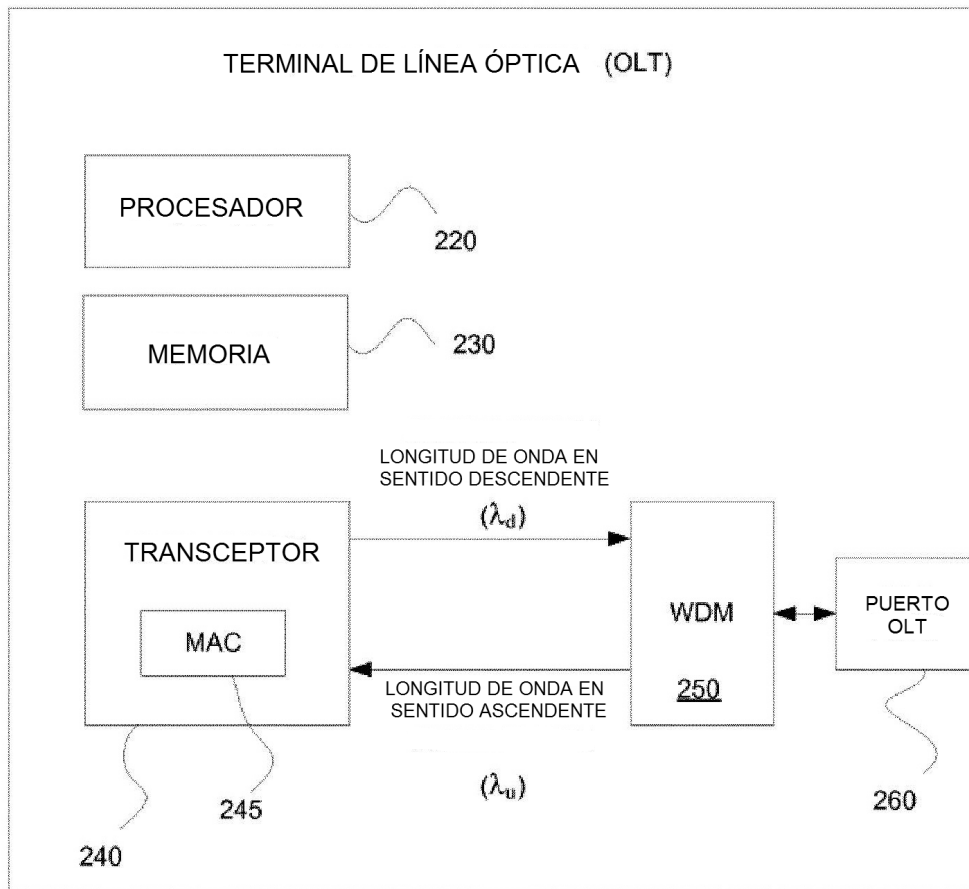 TERMINAL DE LÍNEA ÓPTICA (OLT)
PROCESADOR
220
MEMORIA
230
LONGITUD DE ONDA EN
SENTIDO DESCENDENTE
(λd)
TRANSCEPTOR
MAC
WDM
250
PUERTO
OLT
LONGITUD DE ONDA EN
SENTIDO ASCENDENTE
(λu)
245
240
260